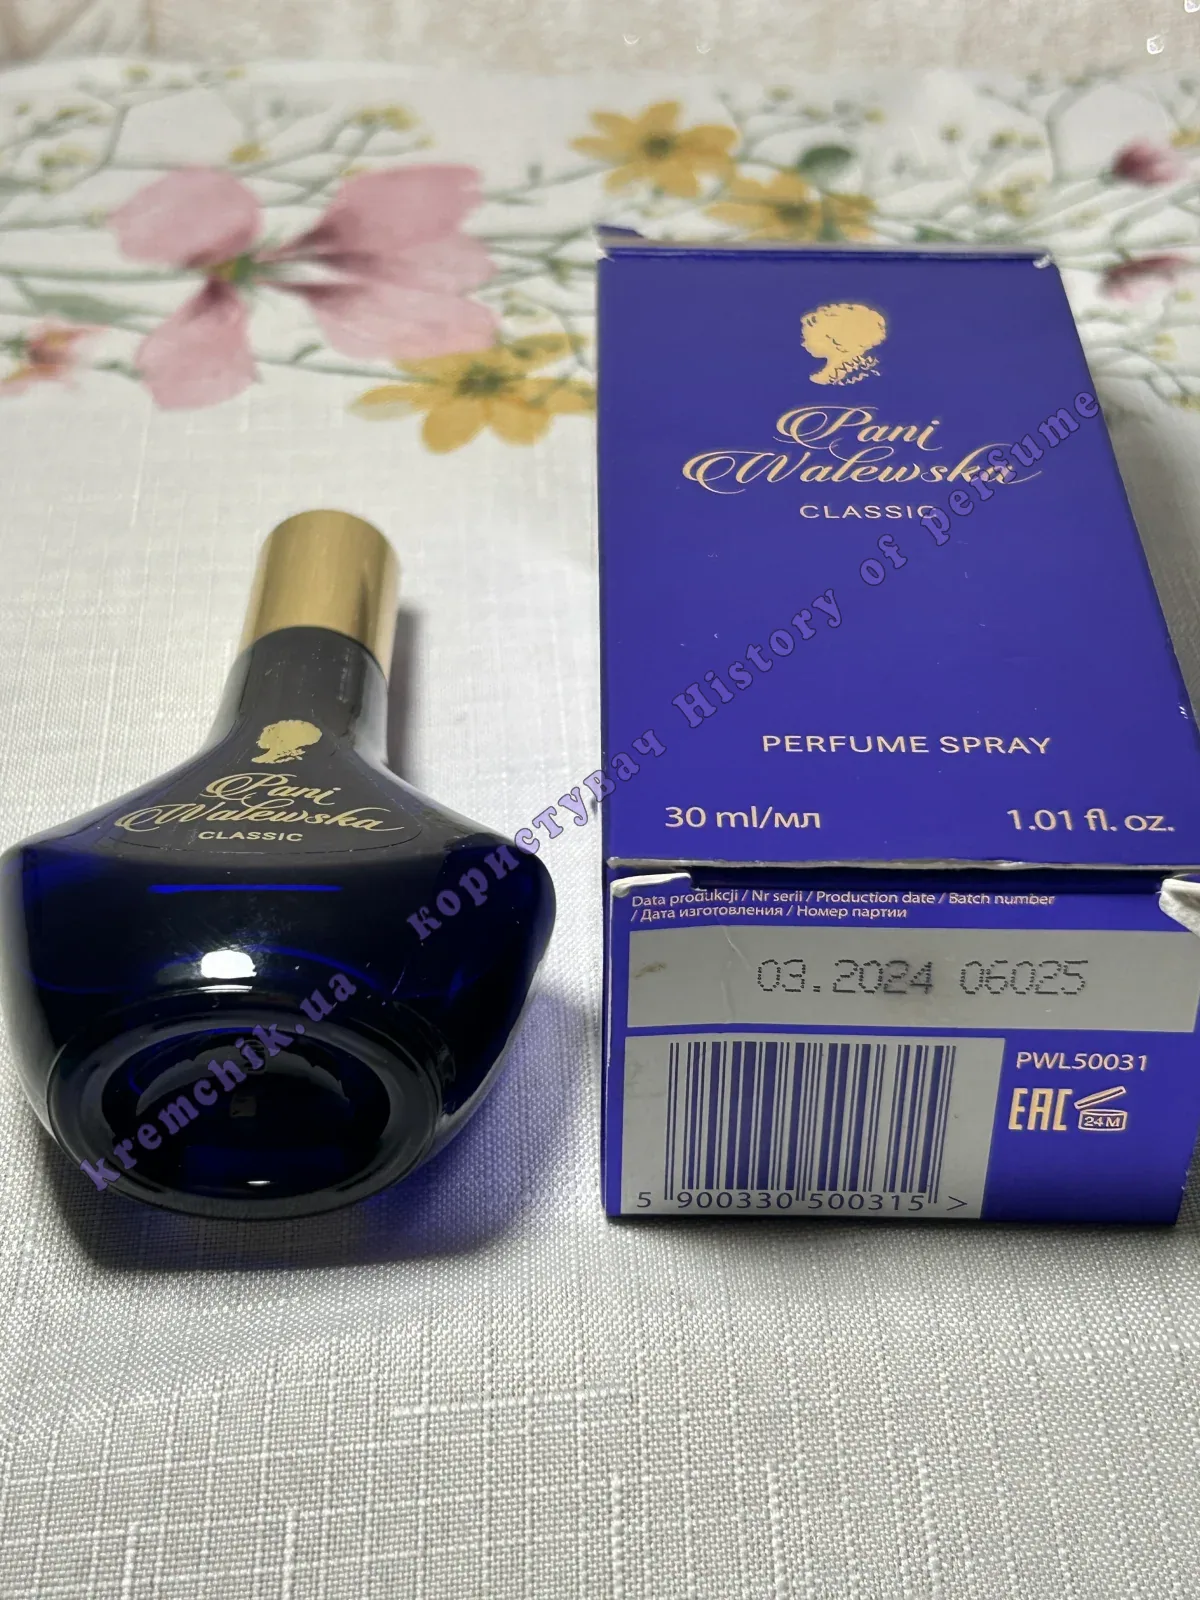 Pani
Walewska
CLASSIC
PERFUME SPRAY
30 ml/мл
1.01 fl. oz.
Data produkcji / Nr serii / Production date / Batch number
/ Дата изготовления / Номер партии
03.2024 06025
PWL50031
EAC
24M
5 900330 500315 >
Pani
Walewska
CLASSIC
kremchik.ua користувач History of perfume